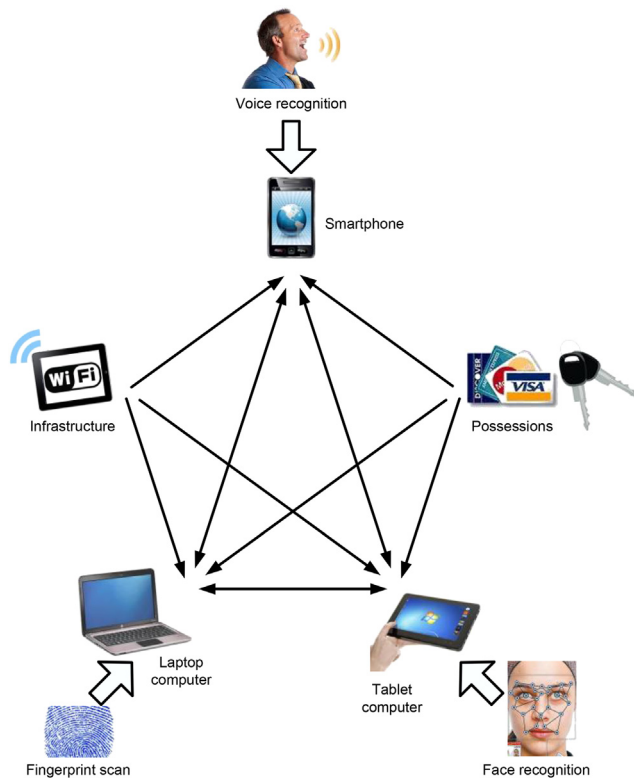 Voice recognition
Smartphone
WiFi
Infrastructure
DISCOVER
VISA
Possessions
Laptop
computer
Tablet
computer
Fingerprint scan
Face recognition